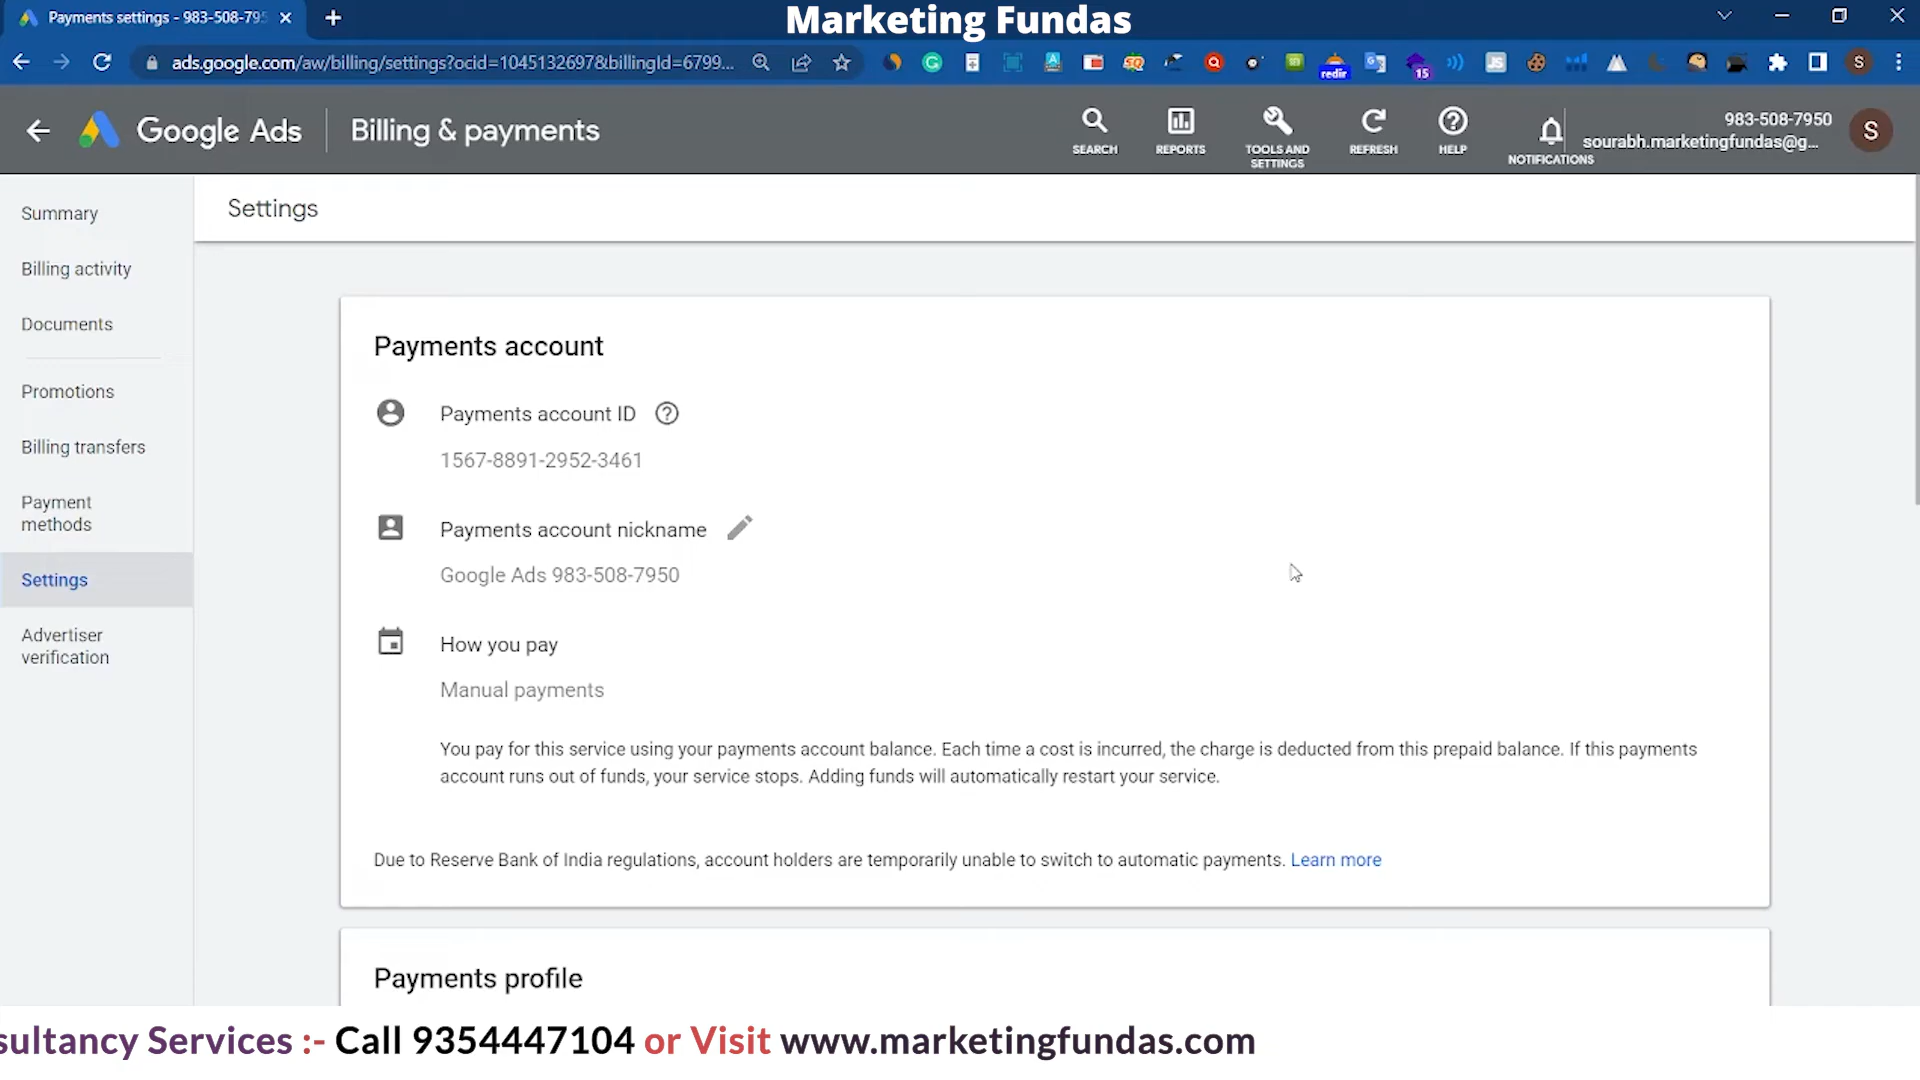 Payments settings - 983-508-795
Marketing Fundas
ads.google.com/aw/billing/settings?ocid=1045132697&billingId=6799...
redir
15
Google Ads
Billing & payments
SEARCH
REPORTS
TOOLS AND
SETTINGS
REFRESH
HELP
NOTIFICATIONS
983-508-7950
sourabh.marketingfundas@g...
S
Summary
Billing activity
Documents
Promotions
Billing transfers
Payment
methods
Settings
Advertiser
verification
Settings
Payments account
Payments account ID
1567-8891-2952-3461
Payments account nickname
Google Ads 983-508-7950
How you pay
Manual payments
You pay for this service using your payments account balance. Each time a cost is incurred, the charge is deducted from this prepaid balance. If this payments
account runs out of funds, your service stops. Adding funds will automatically restart your service.
Due to Reserve Bank of India regulations, account holders are temporarily unable to switch to automatic payments. Learn more
Payments profile
sultancy Services :- Call 9354447104 or Visit www.marketingfundas.com